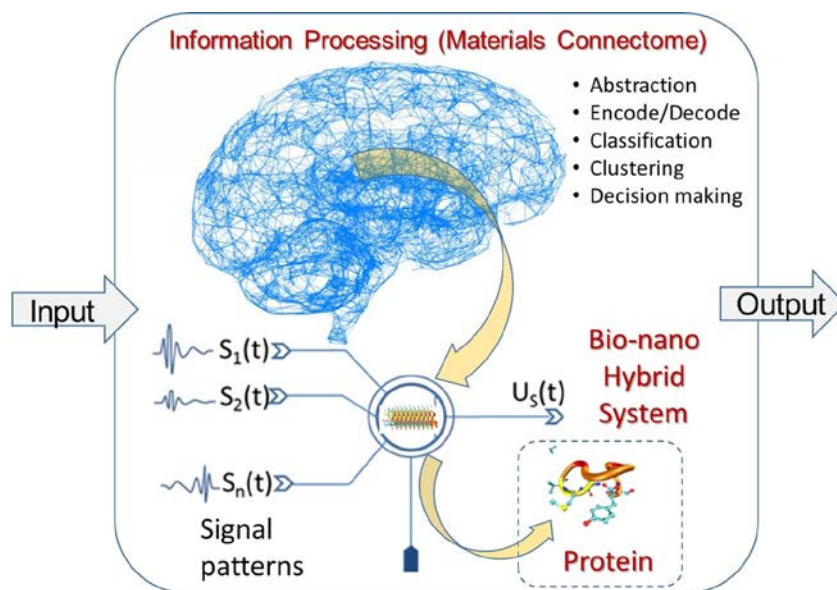 Information Processing (Materials Connectome)
• Abstraction
• Encode/Decode
• Classification
• Clustering
• Decision making
Input
Output
S₁(t)
S₂(t)
Sₙ(t)
Signal
patterns
Uₛ(t)
Bio-nano
Hybrid
System
Protein